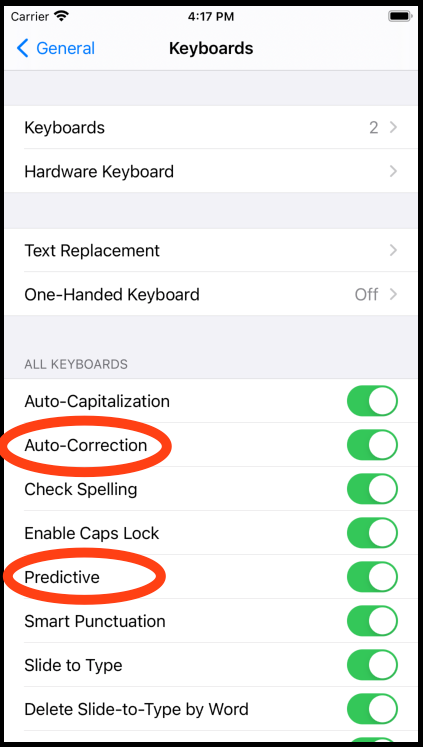 Carrier 4:17 PM
General Keyboards
Keyboards 2
Hardware Keyboard
Text Replacement
One-Handed Keyboard Off
ALL KEYBOARDS
Auto-Capitalization
Auto-Correction
Check Spelling
Enable Caps Lock
Predictive
Smart Punctuation
Slide to Type
Delete Slide-to-Type by Word